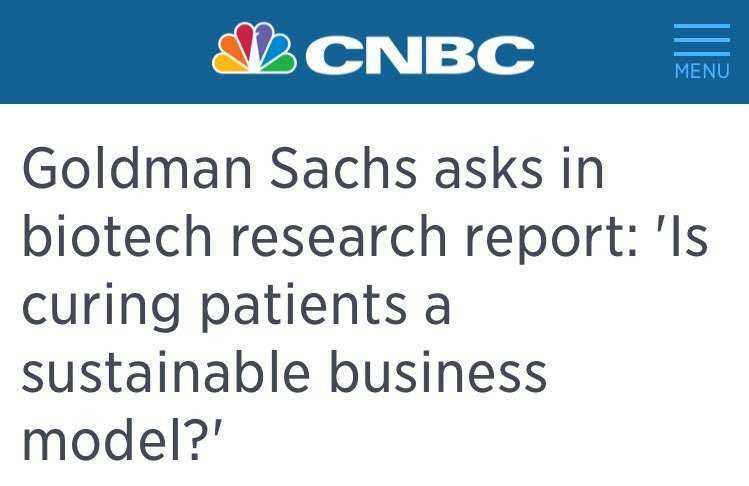 CNBC
MENU
Goldman Sachs asks in
biotech research report: 'Is
curing patients a
sustainable business
model?'